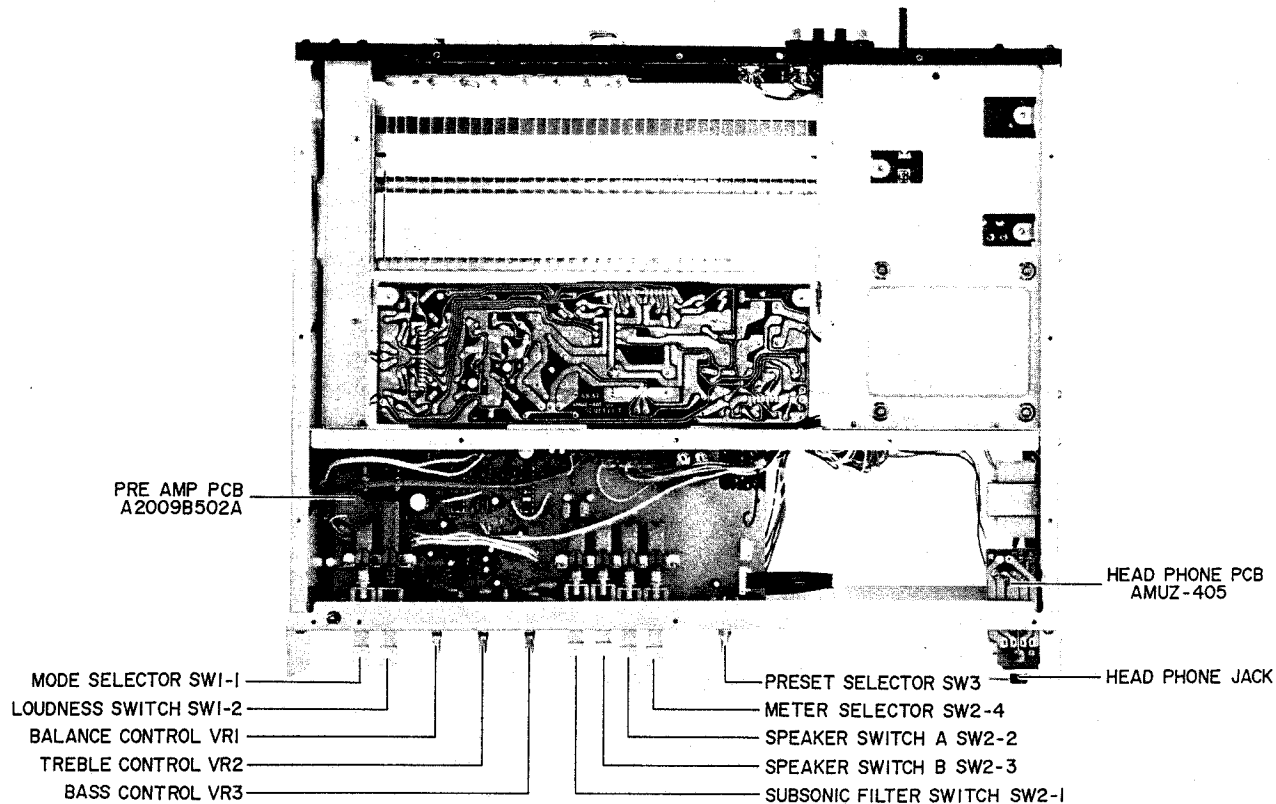 PRE AMP PCB
A2009B502A
HEAD PHONE PCB
AMUZ-405
MODE SELECTOR SW1-1
LOUDNESS SWITCH SW1-2
BALANCE CONTROL VR1
TREBLE CONTROL VR2
BASS CONTROL VR3
PRESET SELECTOR SW3
METER SELECTOR SW2-4
SPEAKER SWITCH A SW2-2
SPEAKER SWITCH B SW2-3
SUBSONIC FILTER SWITCH SW2-1
HEAD PHONE JACK